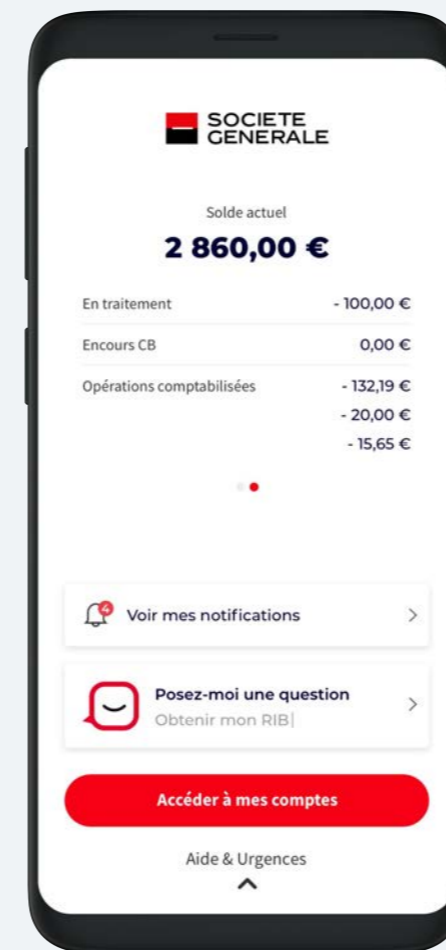 SOCIETE
GENERALE
Solde actuel
2 860,00 €
En traitement - 100,00 €
Encours CB 0,00 €
Opérations comptabilisées - 132,19 €
- 20,00 €
- 15,65 €
4
Voir mes notifications
Posez-moi une question
Obtenir mon RIB|
Accéder à mes comptes
Aide & Urgences